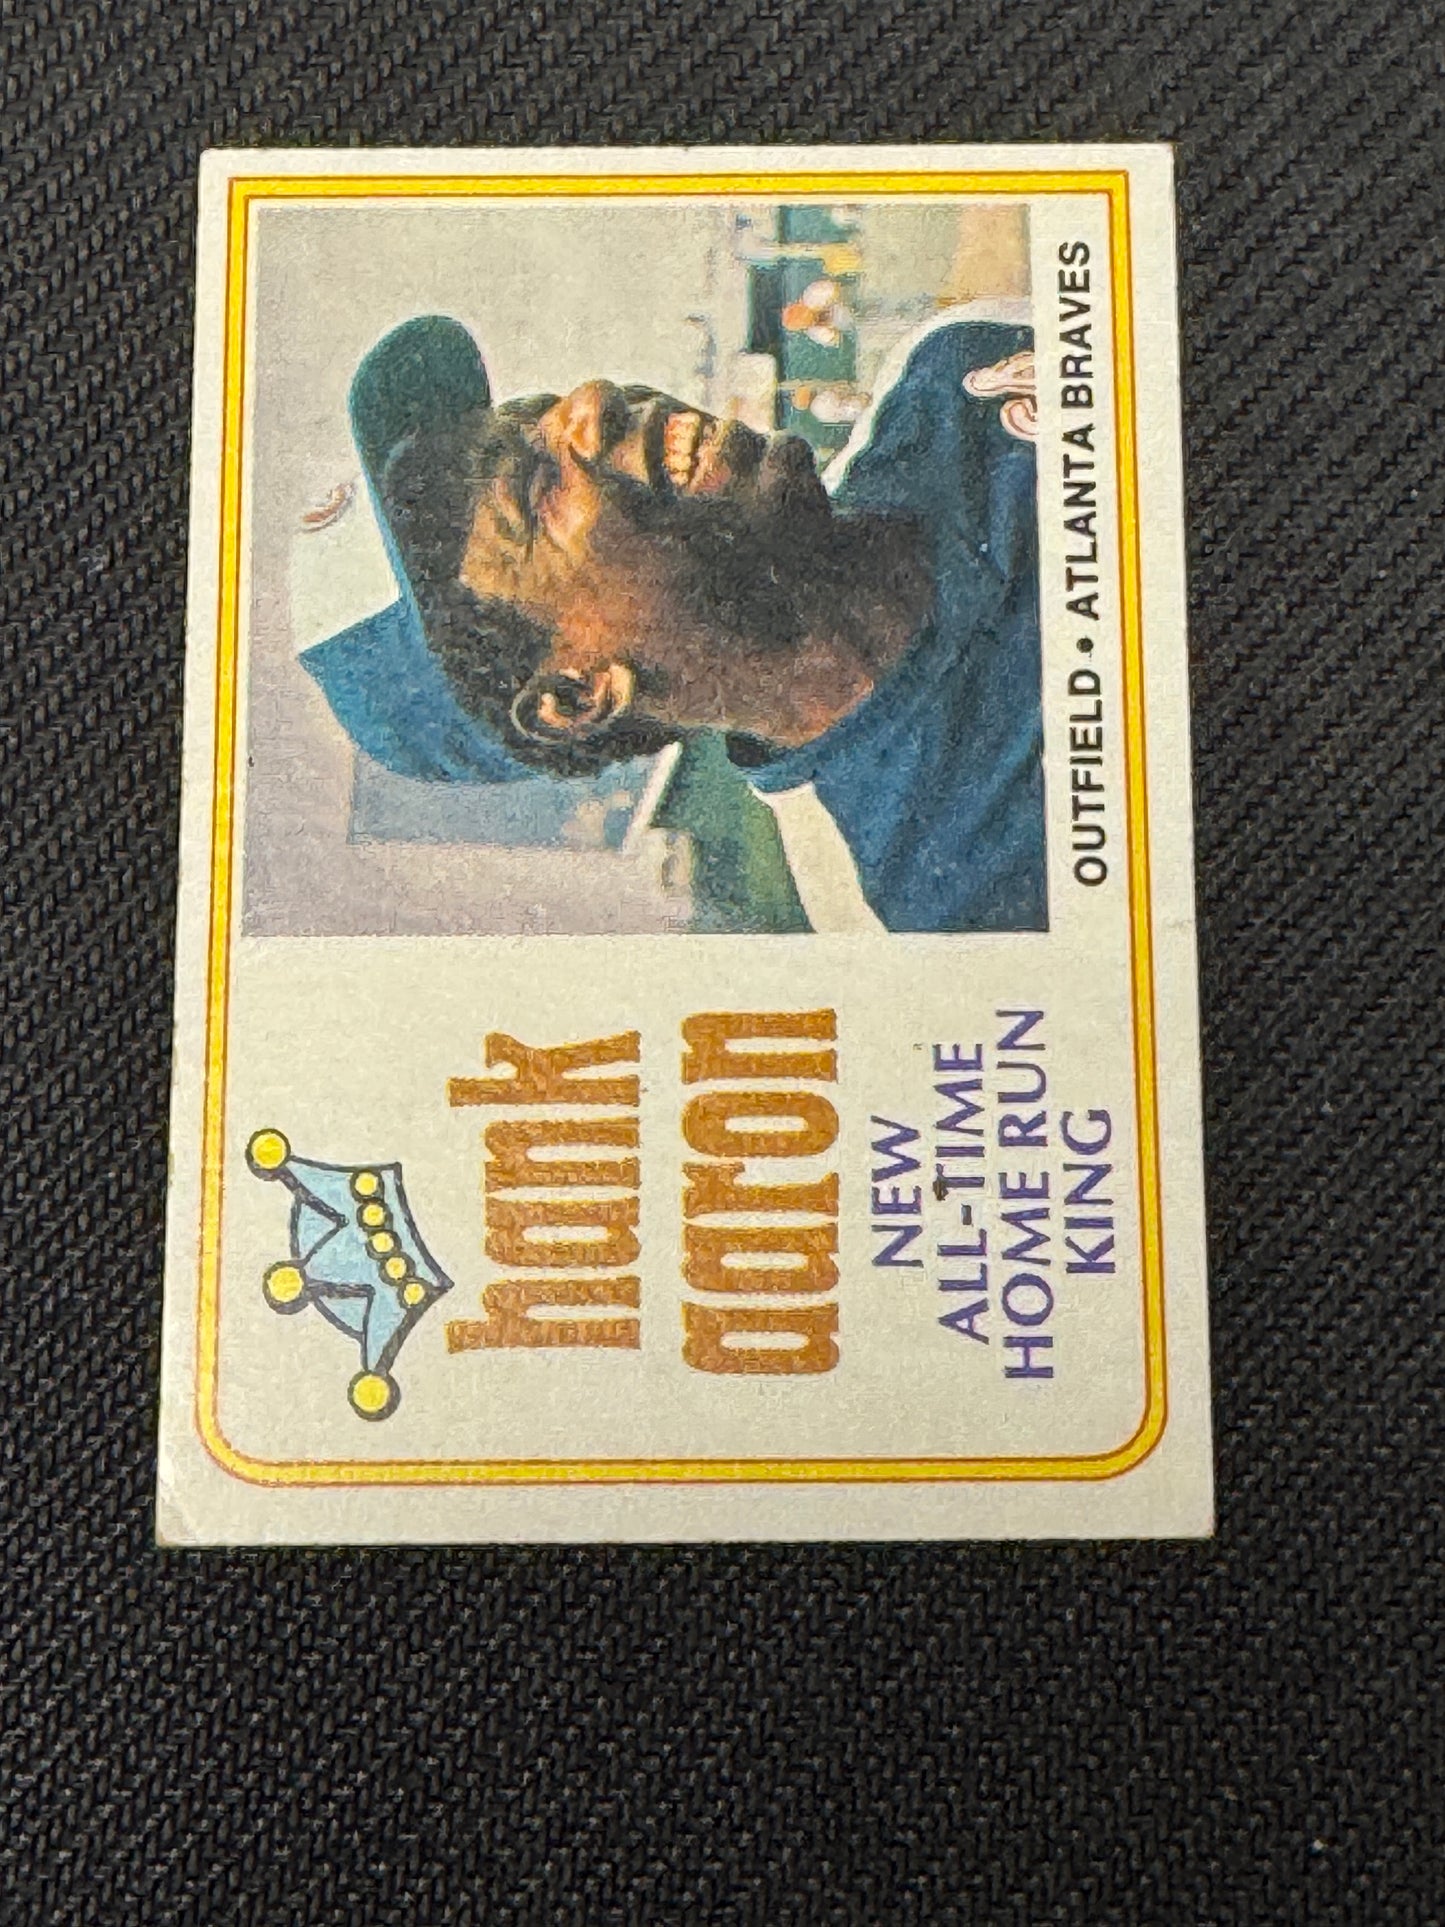 hank
aaron
NEW
ALL-TIME
HOME RUN
KING
OUTFIELD • ATLANTA BRAVES